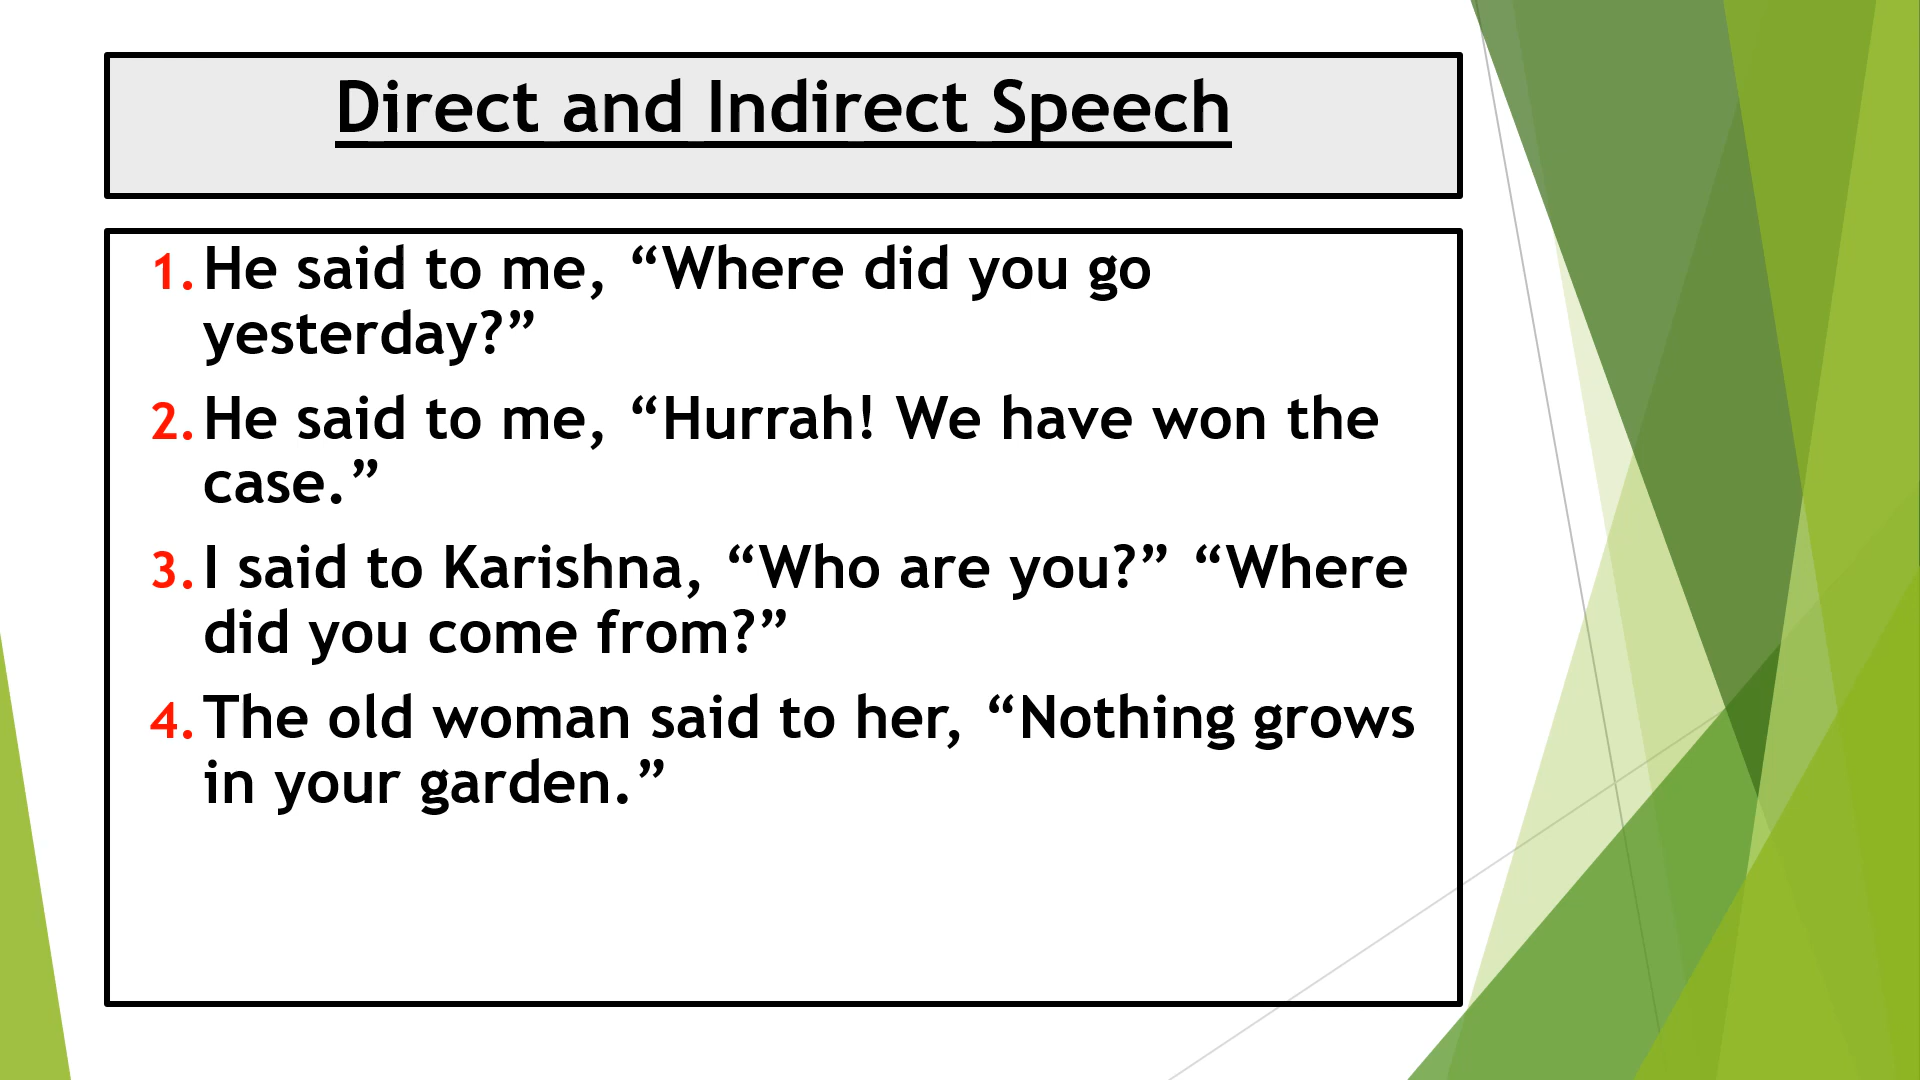 Direct and Indirect Speech
1. He said to me, “Where did you go
yesterday?”
2. He said to me, “Hurrah! We have won the
case.”
3. I said to Karishna, “Who are you?” “Where
did you come from?”
4. The old woman said to her, “Nothing grows
in your garden.”